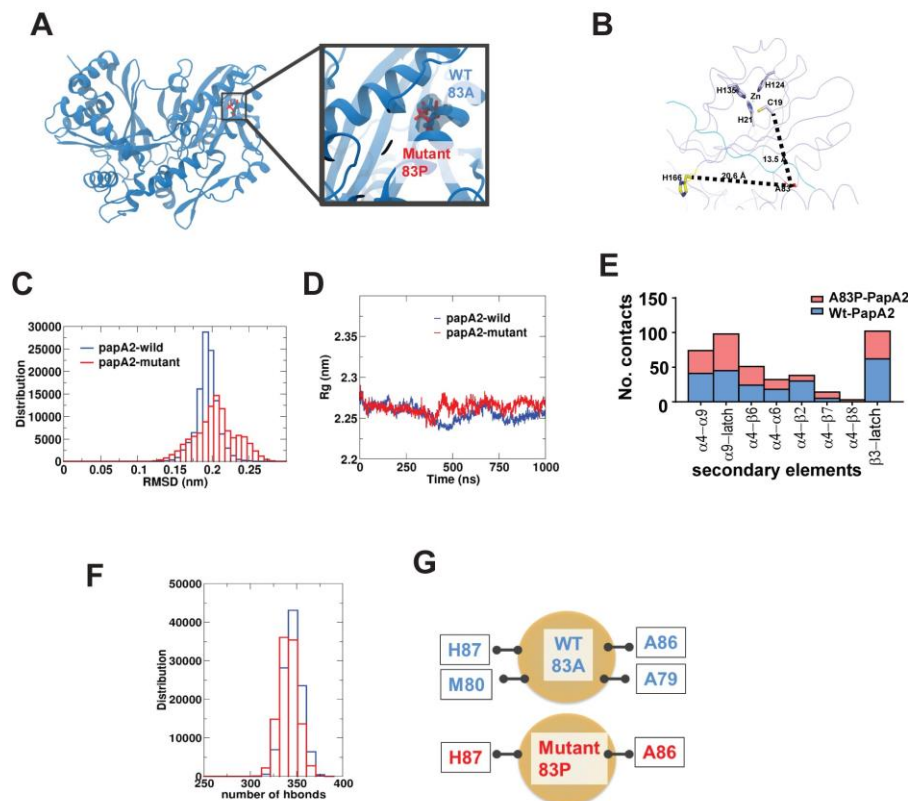 A
WT
83A
Mutant
83P
B
H135
H124
Zn
H21
C19
13.5 Å
H166
20.6 Å
A83
C
30000
25000
20000
15000
10000
5000
0
Distribution
papA2-wild
papA2-mutant
0
0.05
0.1
0.15
0.2
0.25
RMSD (nm)
D
2.35
2.3
2.25
2.2
Rg (nm)
papA2-wild
papA2-mutant
0
250
500
750
1000
Time (ns)
E
A83P-PapA2
Wt-PapA2
150
100
50
0
No. contacts
α4–α9
α9–latch
α4–β6
α4–α6
α4–β2
α4–β7
α4–β8
β3–latch
secondary elements
F
50000
40000
30000
20000
10000
0
Distribution
250
300
350
400
number of hbonds
G
WT
83A
H87
M80
A86
A79
Mutant
83P
H87
A86